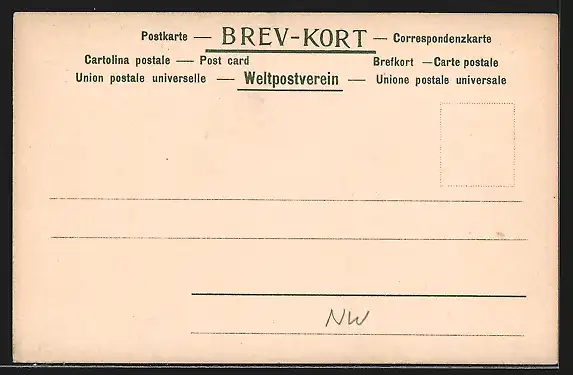 Postkarte — BREV-KORT — Correspondenzkarte
Cartolina postale — Post card Brefkort — Carte postale
Union postale universelle — Weltpostverein — Unione postale universale
NW